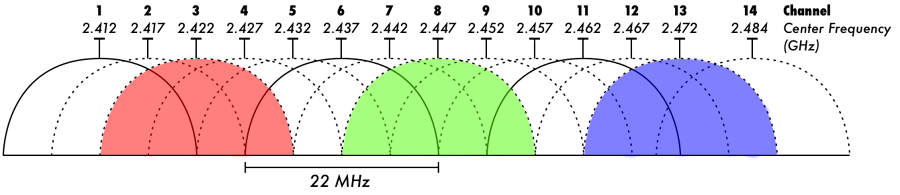 1 2 3 4 5 6 7 8 9 10 11 12 13 14 Channel
2.412 2.417 2.422 2.427 2.432 2.437 2.442 2.447 2.452 2.457 2.462 2.467 2.472 2.484 Center Frequency
(GHz)
22 MHz